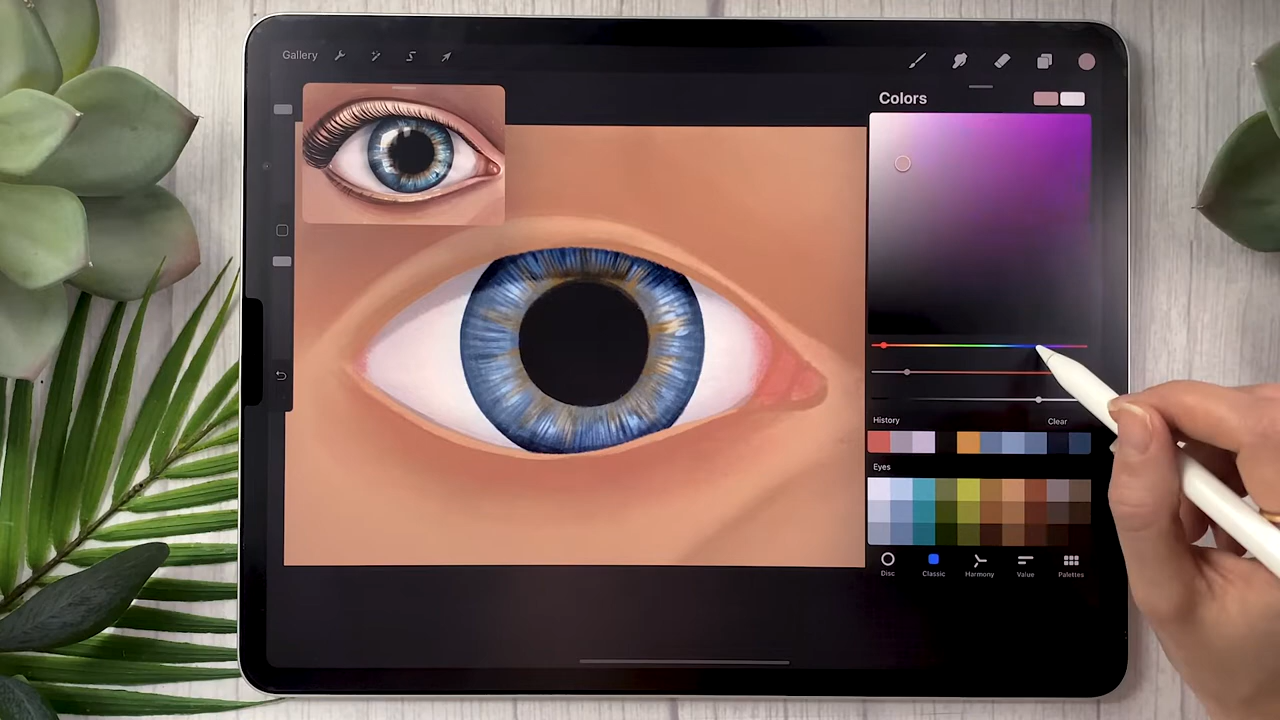 Gallery
Colors
History Clear
Eyes
Disc Classic Harmony Value Palettes